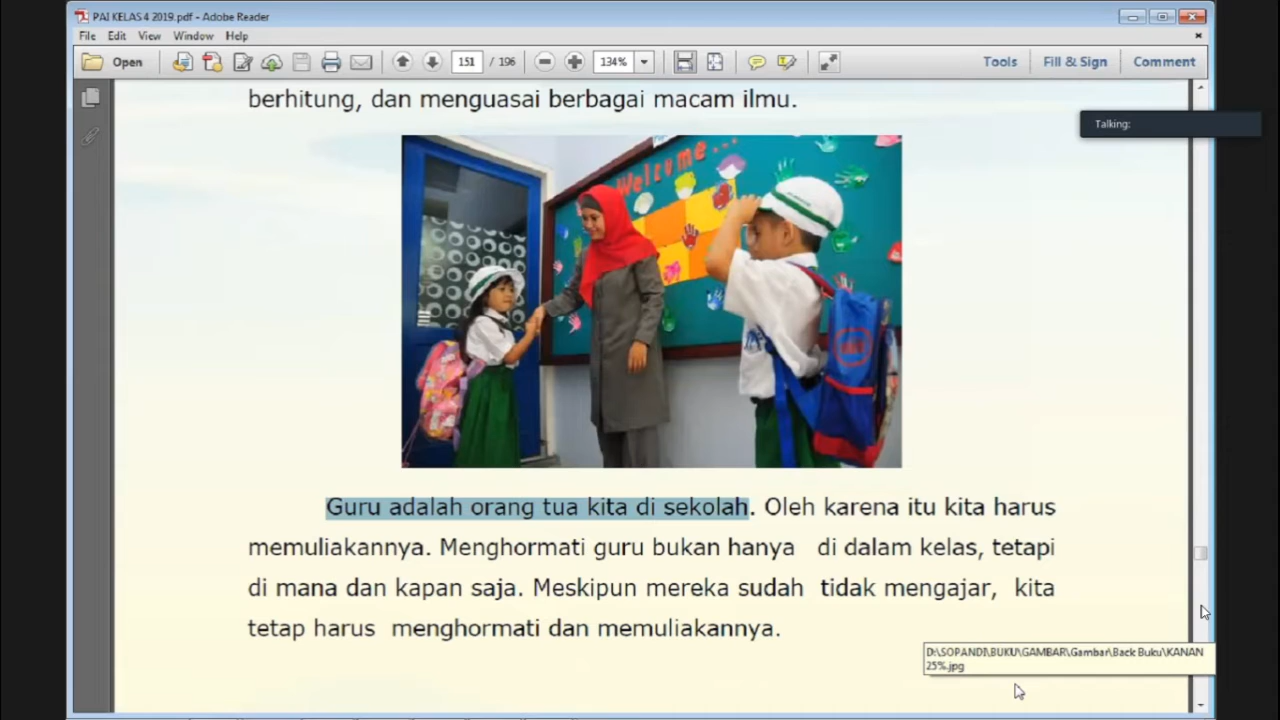 PAI KELAS 4 2019.pdf - Adobe Reader
File Edit View Window Help
Open 151 / 196 134% Tools Fill & Sign Comment
Talking:
berhitung, dan menguasai berbagai macam ilmu.
Welcome...
Guru adalah orang tua kita di sekolah. Oleh karena itu kita harus
memuliakannya. Menghormati guru bukan hanya di dalam kelas, tetapi
di mana dan kapan saja. Meskipun mereka sudah tidak mengajar, kita
tetap harus menghormati dan memuliakannya.
D:\SOPANDI\BUKU\GAMBAR\Gambar\Back Buku\KANAN
25%.jpg